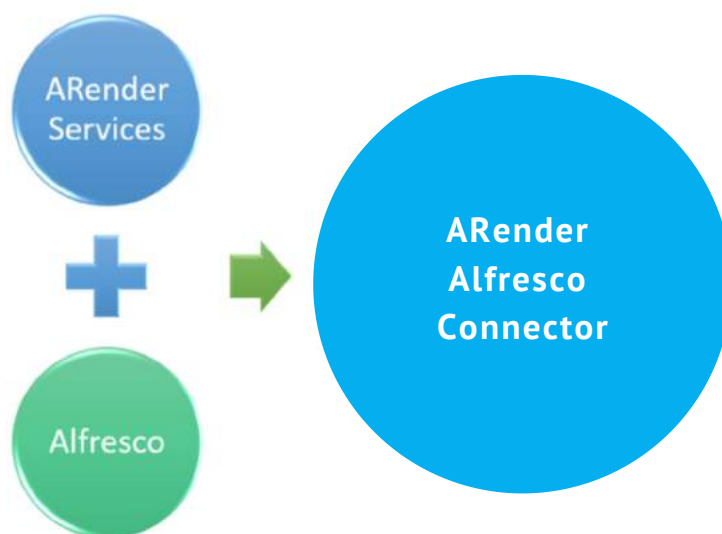 ARender
Services
Alfresco
ARender
Alfresco
Connector